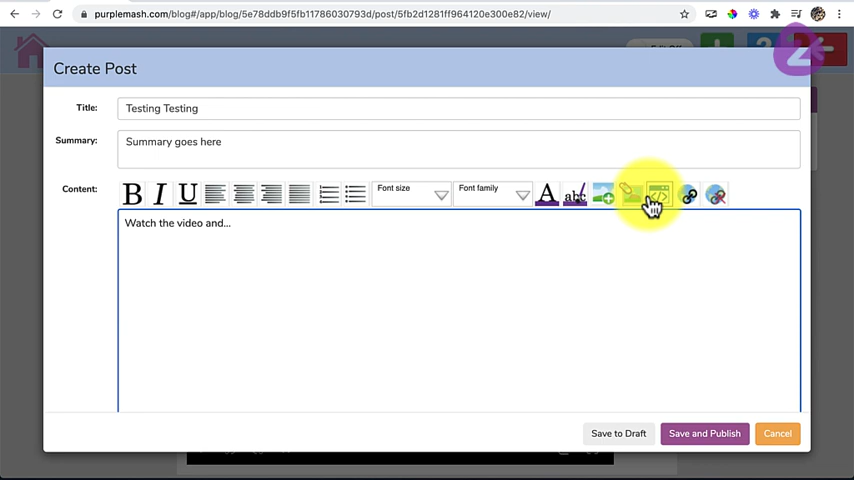 purplemash.com/blog#/app/blog/5e78ddb9f5fb11786030793d/post/5fb2d1281ff964120e300e82/view/
Create Post
Title:
Testing Testing
Summary:
Summary goes here
Content:
B I U
Font size
Font family
A
abc
Watch the video and...
Save to Draft
Save and Publish
Cancel